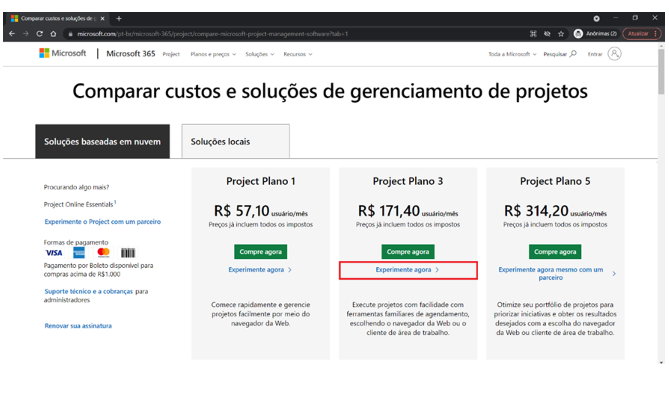 Comparar custos e soluções de g
microsoft.com/pt-br/microsoft-365/project/compare-microsoft-project-management-software?tab=1
Anônimas (2)
Atualizar
Microsoft
Microsoft 365
Project
Planos e preços
Soluções
Recursos
Toda a Microsoft
Pesquisar
Entrar
Comparar custos e soluções de gerenciamento de projetos
Soluções baseadas em nuvem
Soluções locais
Procurando algo mais?
Project Online Essentials¹
Experimente o Project com um parceiro
Formas de pagamento
VISA
Pagamento por Boleto disponível para
compras acima de R$1.000
Suporte técnico e a cobranças para
administradores
Renovar sua assinatura
Project Plano 1
R$ 57,10 usuário/mês
Preços já incluem todos os impostos
Compre agora
Experimente agora
Comece rapidamente e gerencie
projetos facilmente por meio do
navegador da Web.
Project Plano 3
R$ 171,40 usuário/mês
Preços já incluem todos os impostos
Compre agora
Experimente agora
Execute projetos com facilidade com
ferramentas familiares de agendamento,
escolhendo o navegador da Web ou o
cliente de área de trabalho.
Project Plano 5
R$ 314,20 usuário/mês
Preços já incluem todos os impostos
Compre agora
Experimente agora mesmo com um
parceiro
Otimize seu portfólio de projetos para
priorizar iniciativas e obter os resultados
desejados com a escolha do navegador
da Web ou cliente de área de trabalho.